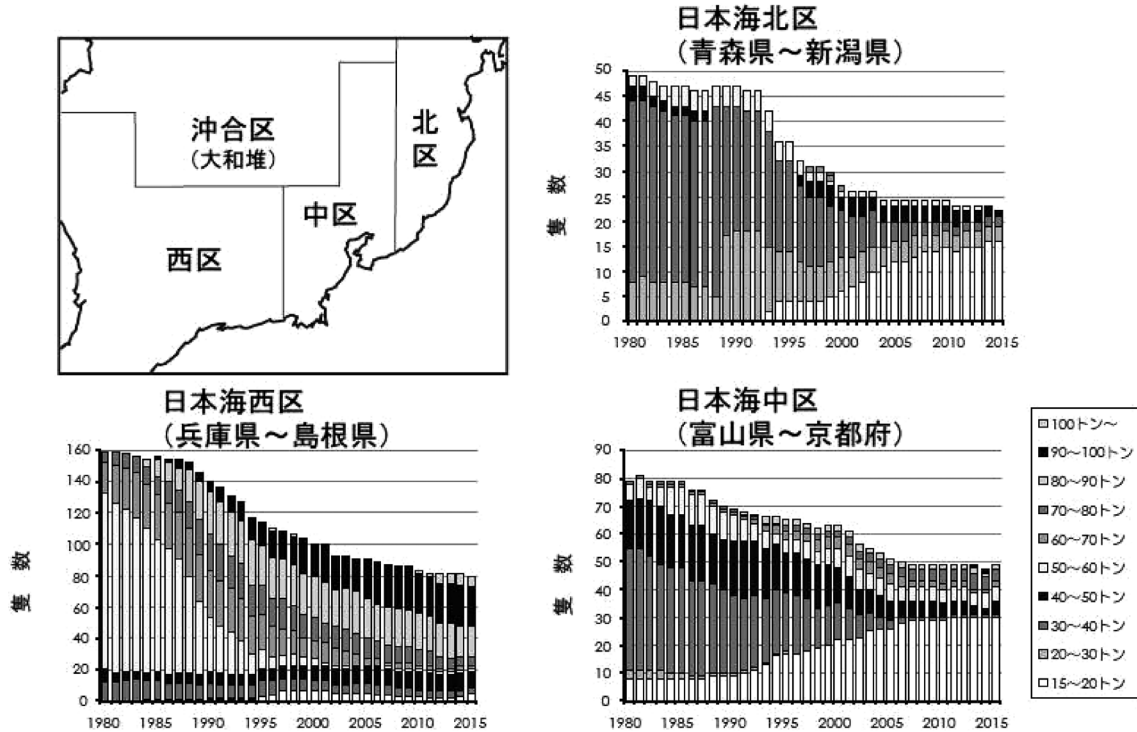 沖合区
(大和堆)
北区
中区
西区
日本海北区
(青森県～新潟県)
50
45
40
35
30
25
20
15
10
5
0
隻 数
1980 1985 1990 1995 2000 2005 2010 2015
日本海西区
(兵庫県～島根県)
160
140
120
100
80
60
40
20
0
隻 数
1980 1985 1990 1995 2000 2005 2010 2015
日本海中区
(富山県～京都府)
90
80
70
60
50
40
30
20
10
0
隻 数
1980 1985 1990 1995 2000 2005 2010 2015
100トン～
90～100トン
80～90トン
70～80トン
60～70トン
50～60トン
40～50トン
30～40トン
20～30トン
15～20トン